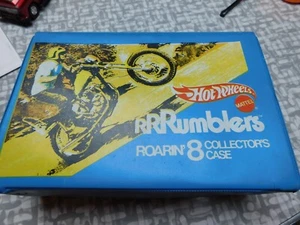 Hot Wheels
MATTEL
RRRumblers
ROARIN' 8 COLLECTOR'S
CASE